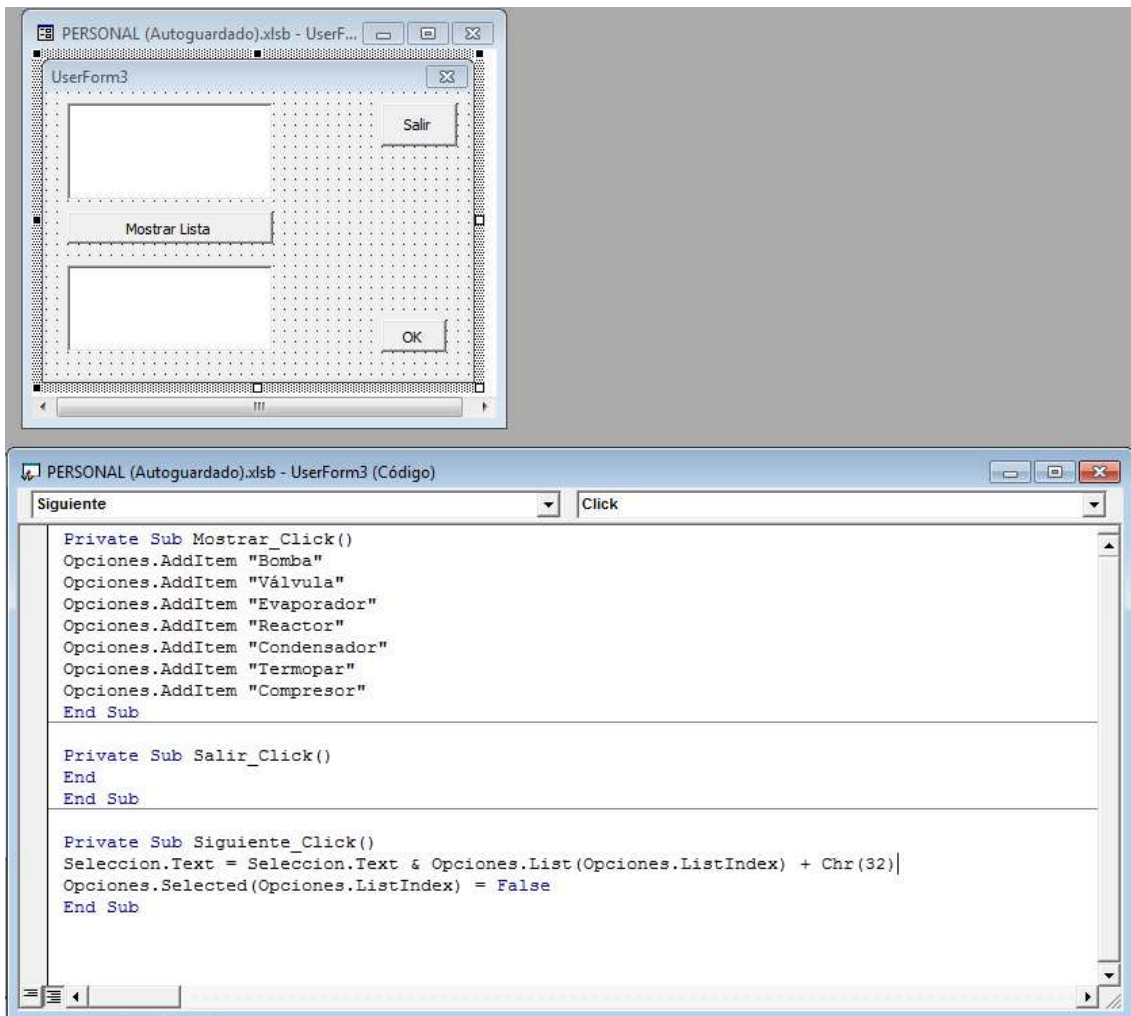 PERSONAL (Autoguardado).xlsb - UserF...
UserForm3
Salir
Mostrar Lista
OK
PERSONAL (Autoguardado).xlsb - UserForm3 (Código)
Siguiente Click
Private Sub Mostrar_Click()
Opciones.AddItem "Bomba"
Opciones.AddItem "Válvula"
Opciones.AddItem "Evaporador"
Opciones.AddItem "Reactor"
Opciones.AddItem "Condensador"
Opciones.AddItem "Termopar"
Opciones.AddItem "Compresor"
End Sub
Private Sub Salir_Click()
End
End Sub
Private Sub Siguiente_Click()
Seleccion.Text = Seleccion.Text & Opciones.List(Opciones.ListIndex) + Chr(32)
Opciones.Selected(Opciones.ListIndex) = False
End Sub